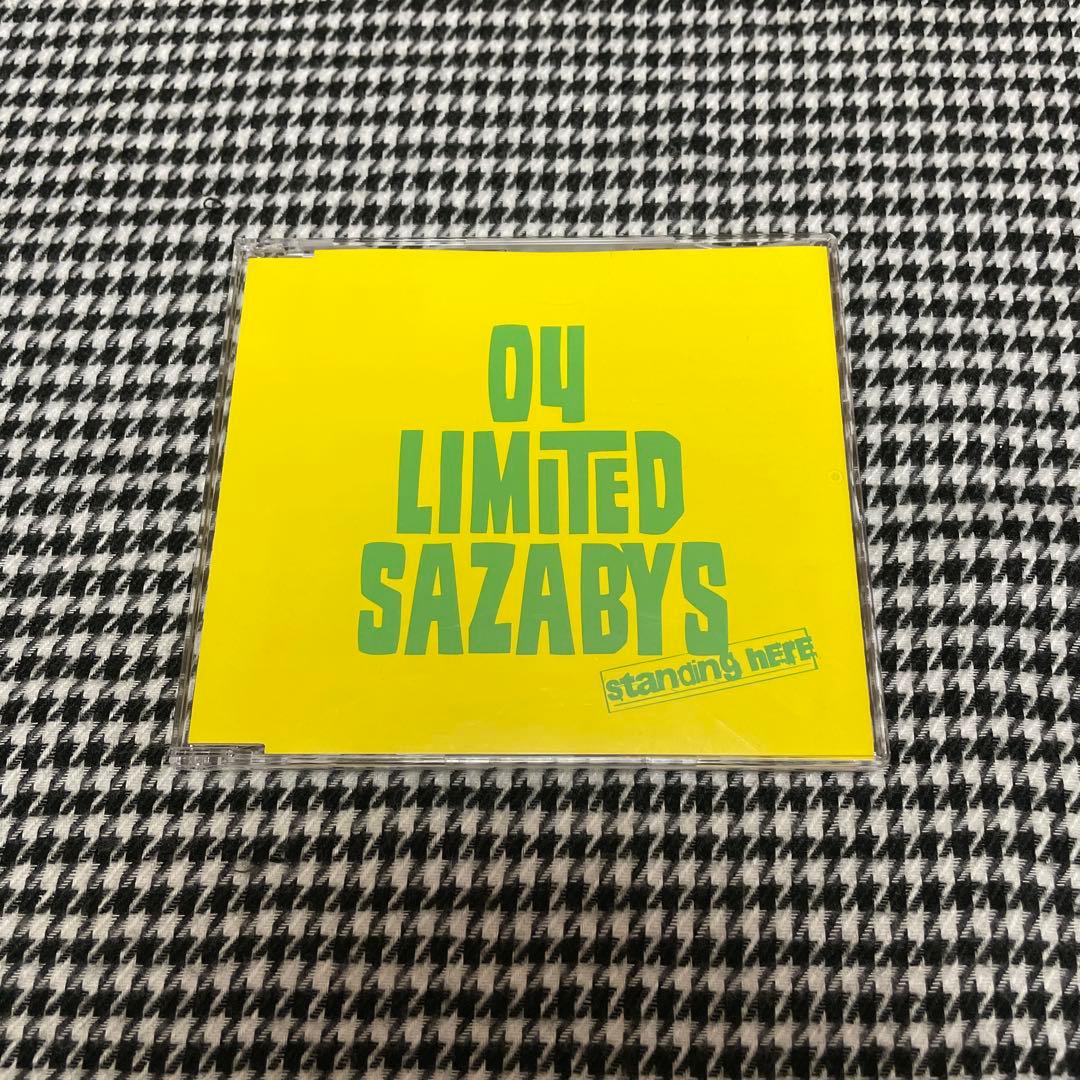 04
LIMiTED
SAZABYS
standing hErE